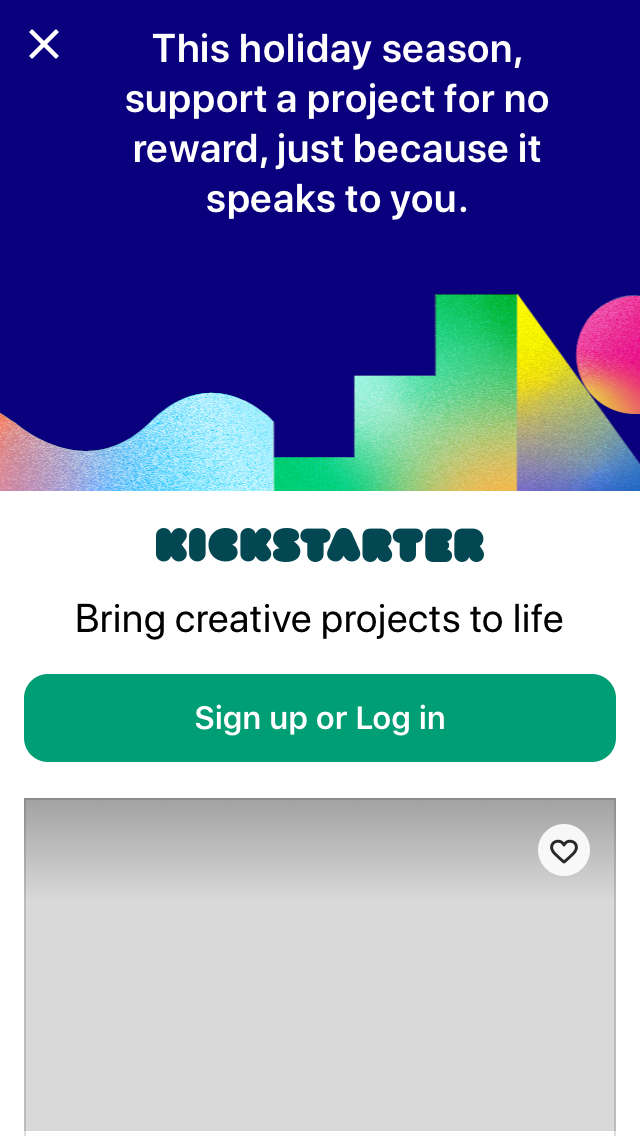 This holiday season,
support a project for no
reward, just because it
speaks to you.
KICKSTARTER
Bring creative projects to life
Sign up or Log in